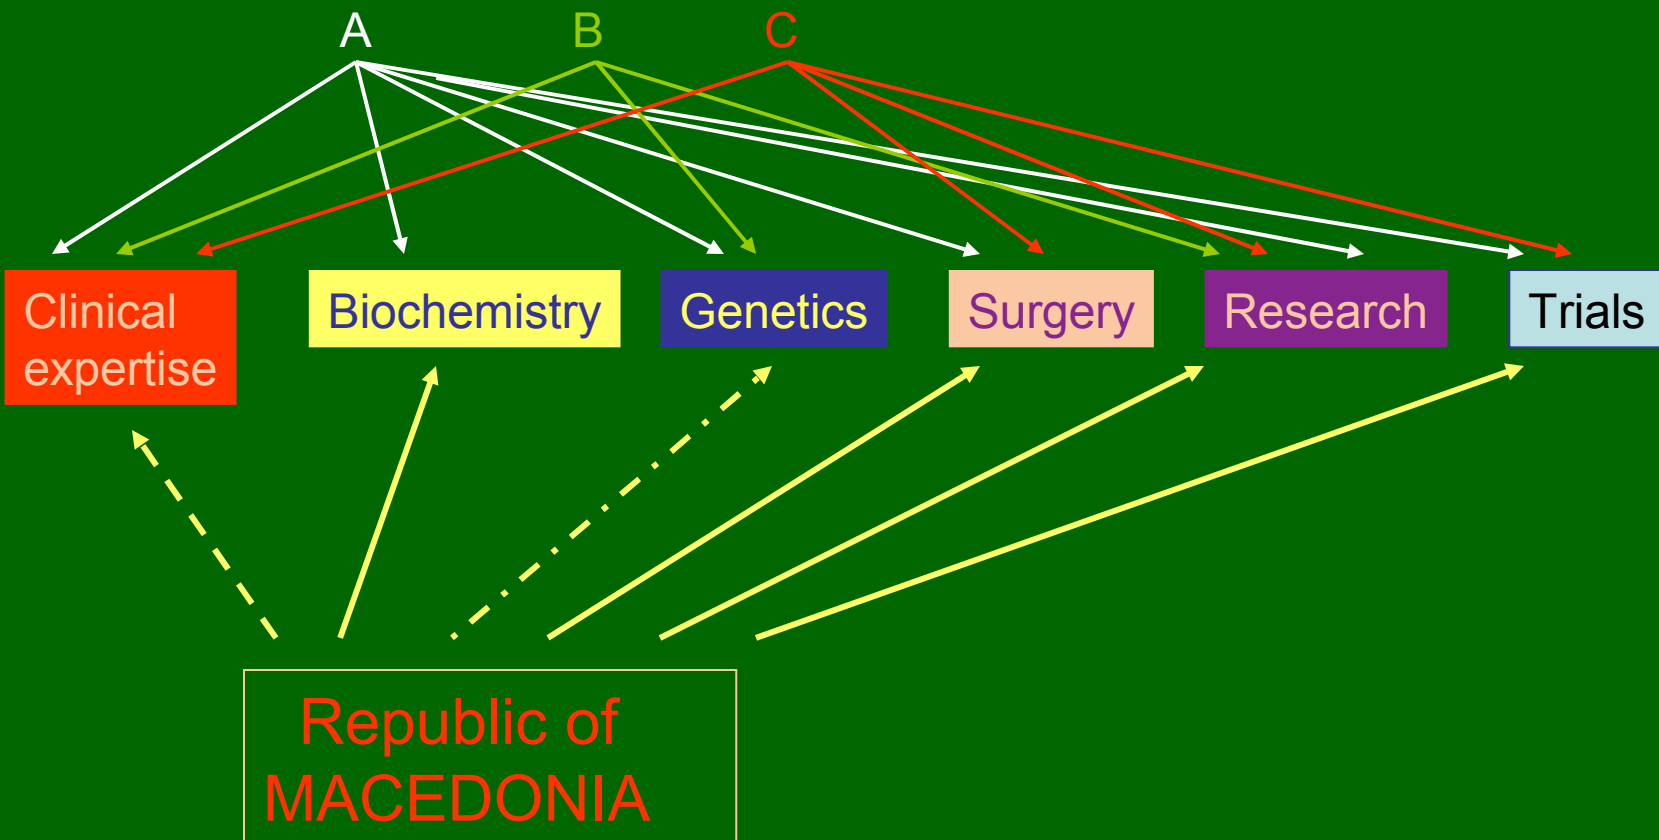 A B C
Clinical
expertise
Biochemistry
Genetics
Surgery
Research
Trials
Republic of
MACEDONIA